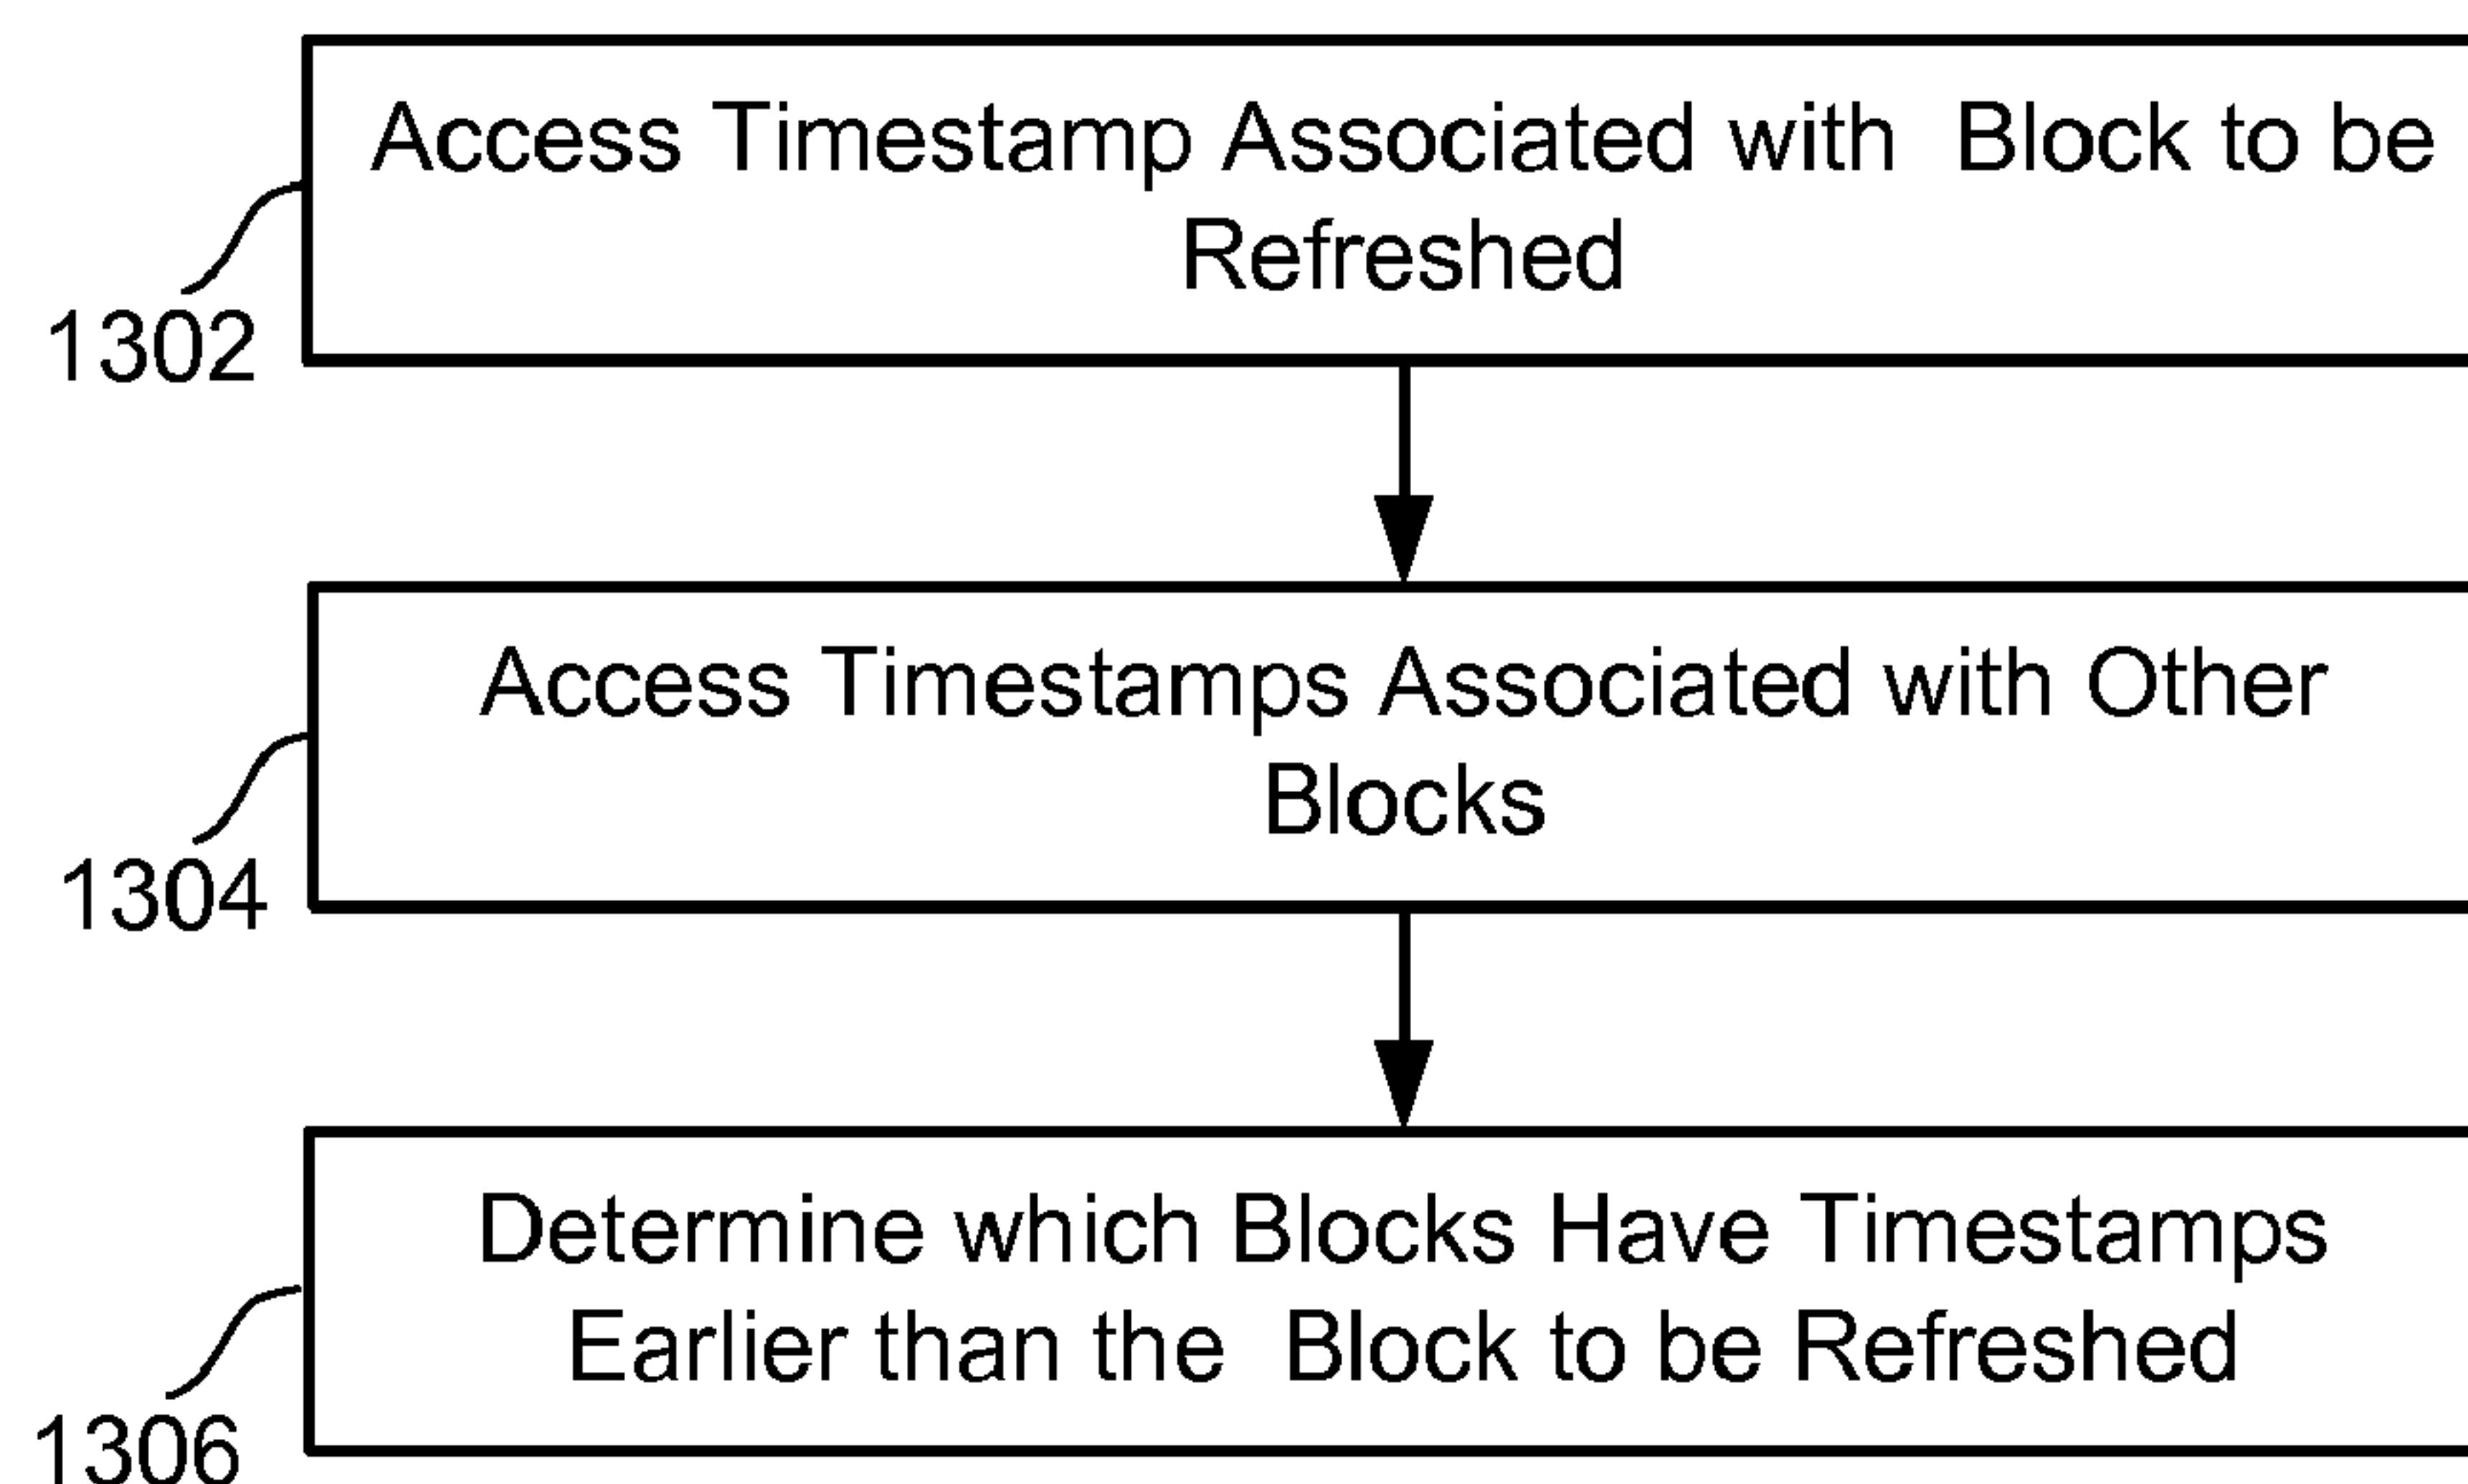 Access Timestamp Associated with Block to be
Refreshed
1302
Access Timestamps Associated with Other
Blocks
1304
Determine which Blocks Have Timestamps
Earlier than the Block to be Refreshed
1306